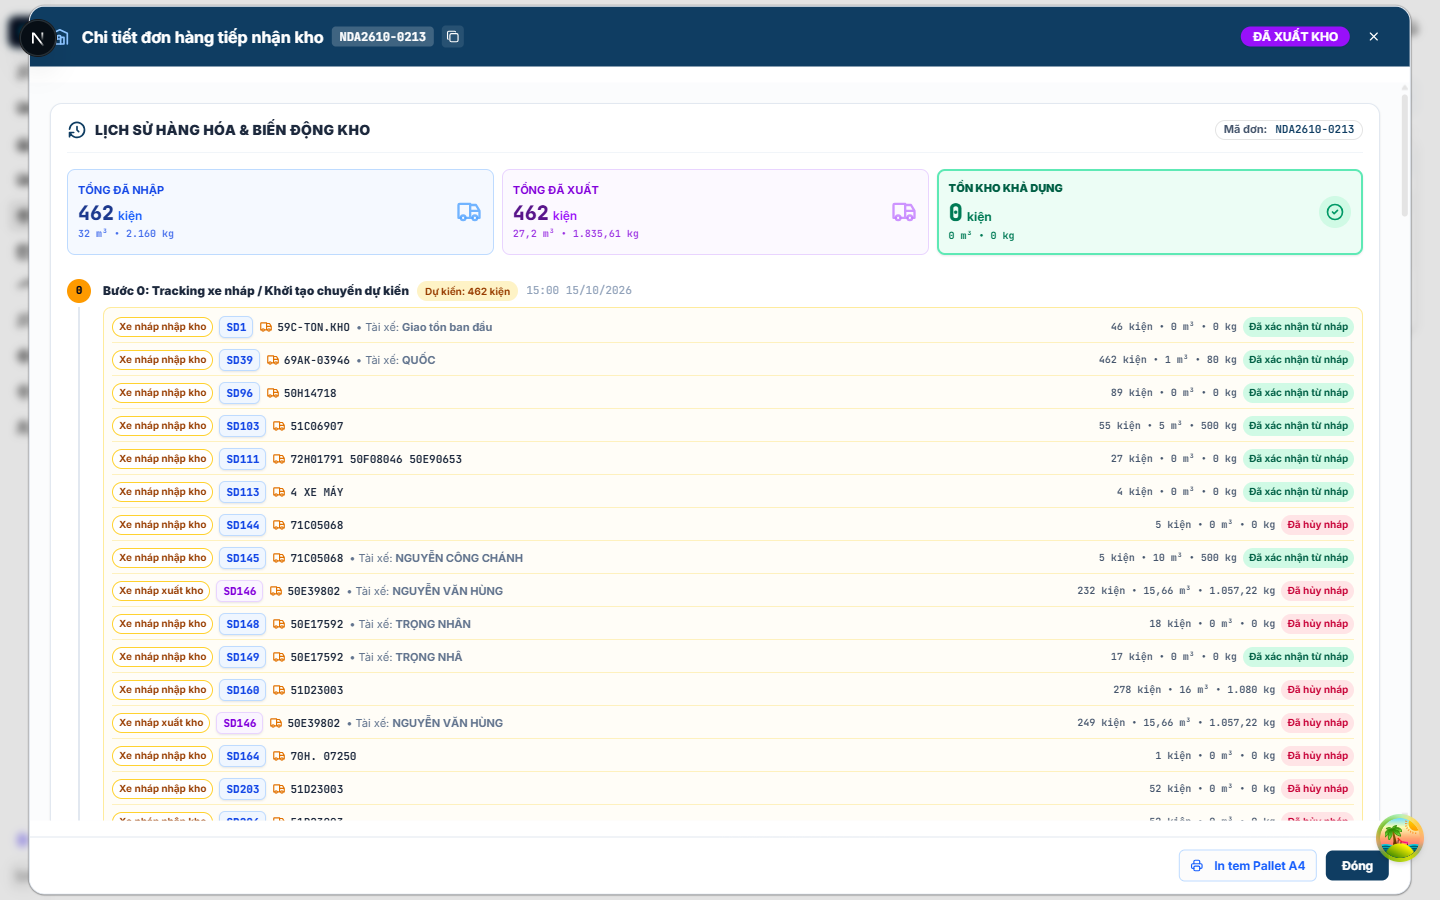 N Chi tiết đơn hàng tiếp nhận kho NDA2610-0213 ĐÃ XUẤT KHO
LỊCH SỬ HÀNG HÓA & BIẾN ĐỘNG KHO Mã đơn: NDA2610-0213
TỔNG ĐÃ NHẬP
462 kiện
32 m³ • 2.160 kg
TỔNG ĐÃ XUẤT
462 kiện
27,2 m³ • 1.835,61 kg
TỒN KHO KHẢ DỤNG
0 kiện
0 m³ • 0 kg
0 Bước 0: Tracking xe nháp / Khởi tạo chuyến dự kiến Dự kiến: 462 kiện 15:00 15/10/2026
Xe nháp nhập kho SD1 59C-TON.KHO • Tài xế: Giao tồn ban đầu 46 kiện • 0 m³ • 0 kg Đã xác nhận từ nháp
Xe nháp nhập kho SD39 69AK-03946 • Tài xế: QUỐC 462 kiện • 1 m³ • 80 kg Đã xác nhận từ nháp
Xe nháp nhập kho SD96 50H14718 89 kiện • 0 m³ • 0 kg Đã xác nhận từ nháp
Xe nháp nhập kho SD103 51C06907 55 kiện • 5 m³ • 500 kg Đã xác nhận từ nháp
Xe nháp nhập kho SD111 72H01791 50F08046 50E90653 27 kiện • 0 m³ • 0 kg Đã xác nhận từ nháp
Xe nháp nhập kho SD113 4 XE MÁY 4 kiện • 0 m³ • 0 kg Đã xác nhận từ nháp
Xe nháp nhập kho SD144 71C05068 5 kiện • 0 m³ • 0 kg Đã hủy nháp
Xe nháp nhập kho SD145 71C05068 • Tài xế: NGUYỄN CÔNG CHÁNH 5 kiện • 10 m³ • 500 kg Đã xác nhận từ nháp
Xe nháp xuất kho SD146 50E39802 • Tài xế: NGUYỄN VĂN HÙNG 232 kiện • 15,66 m³ • 1.057,22 kg Đã hủy nháp
Xe nháp nhập kho SD148 50E17592 • Tài xế: TRỌNG NHÂN 18 kiện • 0 m³ • 0 kg Đã hủy nháp
Xe nháp nhập kho SD149 50E17592 • Tài xế: TRỌNG NHÂ 17 kiện • 0 m³ • 0 kg Đã xác nhận từ nháp
Xe nháp nhập kho SD160 51D23003 278 kiện • 16 m³ • 1.080 kg Đã hủy nháp
Xe nháp xuất kho SD146 50E39802 • Tài xế: NGUYỄN VĂN HÙNG 249 kiện • 15,66 m³ • 1.057,22 kg Đã hủy nháp
Xe nháp nhập kho SD164 70H. 07250 1 kiện • 0 m³ • 0 kg Đã hủy nháp
Xe nháp nhập kho SD203 51D23003 52 kiện • 0 m³ • 0 kg Đã hủy nháp
In tem Pallet A4 Đóng